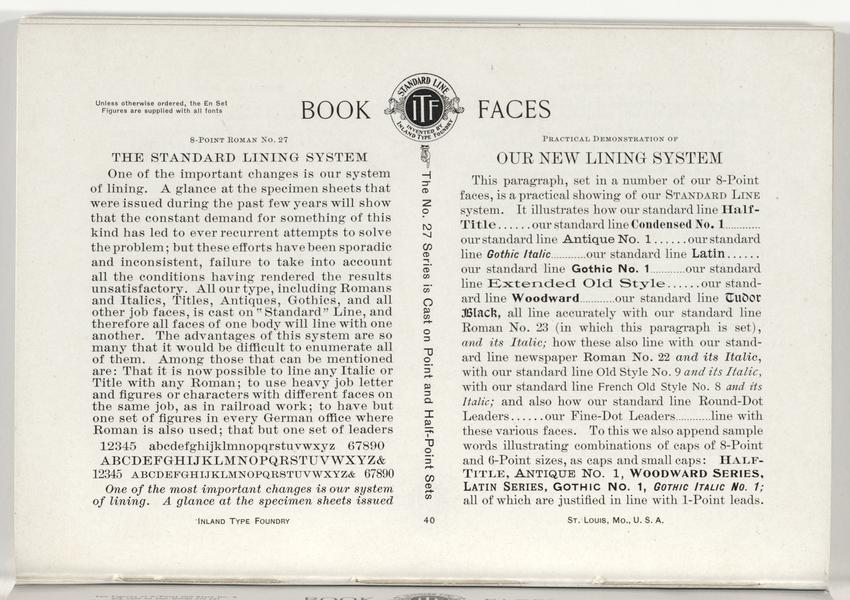 Unless otherwise ordered, the En Set
Figures are supplied with all fonts
BOOK
STANDARD LINE
ITF
INVENTED BY
INLAND TYPE FOUNDRY
FACES
8-POINT ROMAN NO. 27
THE STANDARD LINING SYSTEM
One of the important changes is our system
of lining. A glance at the specimen sheets that
were issued during the past few years will show
that the constant demand for something of this
kind has led to ever recurrent attempts to solve
the problem; but these efforts have been sporadic
and inconsistent, failure to take into account
all the conditions having rendered the results
unsatisfactory. All our type, including Romans
and Italics, Titles, Antiques, Gothics, and all
other job faces, is cast on "Standard" Line, and
therefore all faces of one body will line with one
another. The advantages of this system are so
many that it would be difficult to enumerate all
of them. Among those that can be mentioned
are: That it is now possible to line any Italic or
Title with any Roman; to use heavy job letter
and figures or characters with different faces on
the same job, as in railroad work; to have but
one set of figures in every German office where
Roman is also used; that but one set of leaders
12345 abcdefghijklmnopqrstuvwxyz 67890
ABCDEFGHIJKLMNOPQRSTUVWXYZ&
12345 ABCDEFGHIJKLMNOPQRSTUVWXYZ& 67890
One of the most important changes is our system
of lining. A glance at the specimen sheets issued
INLAND TYPE FOUNDRY
The No. 27 Series is Cast on Point and Half-Point Sets
40
PRACTICAL DEMONSTRATION OF
OUR NEW LINING SYSTEM
This paragraph, set in a number of our 8-Point
faces, is a practical showing of our STANDARD LINE
system. It illustrates how our standard line Half-
Title......our standard line Condensed No. 1............
our standard line Antique No. 1......our standard
line Gothic Italic............our standard line Latin......
our standard line Gothic No. 1............our standard
line Extended Old Style......our stand-
ard line Woodward............our standard line Tudor
Black, all line accurately with our standard line
Roman No. 23 (in which this paragraph is set),
and its Italic; how these also line with our stand-
ard line newspaper Roman No. 22 and its Italic,
with our standard line Old Style No. 9 and its Italic,
with our standard line French Old Style No. 8 and its
Italic; and also how our standard line Round-Dot
Leaders......our Fine-Dot Leaders............line with
these various faces. To this we also append sample
words illustrating combinations of caps of 8-Point
and 6-Point sizes, as caps and small caps: HALF-
TITLE, ANTIQUE NO. 1, WOODWARD SERIES,
LATIN SERIES, GOTHIC NO. 1, GOTHIC ITALIC NO. 1;
all of which are justified in line with 1-Point leads.
ST. LOUIS, MO., U. S. A.